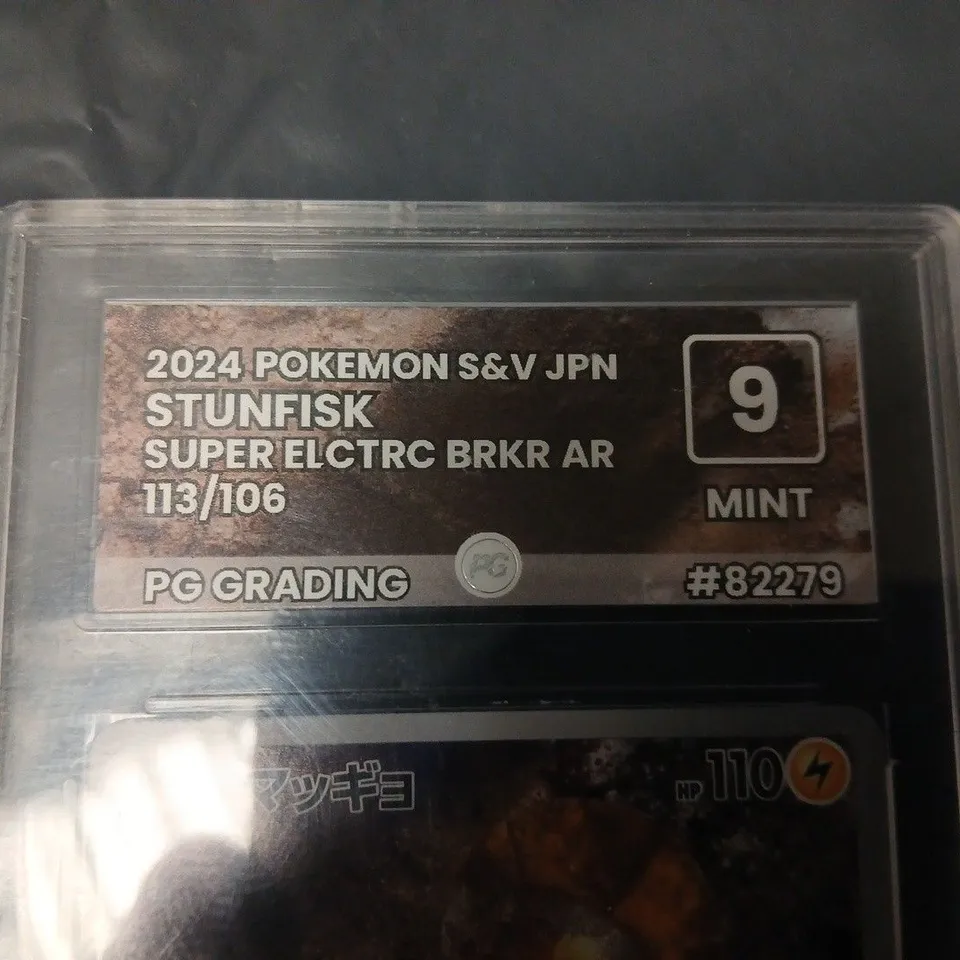 2024 POKEMON S&V JPN
STUNFISK
SUPER ELCTRC BRKR AR
113/106
9
MINT
PG GRADING
PG
#82279
マッギョ
HP 110